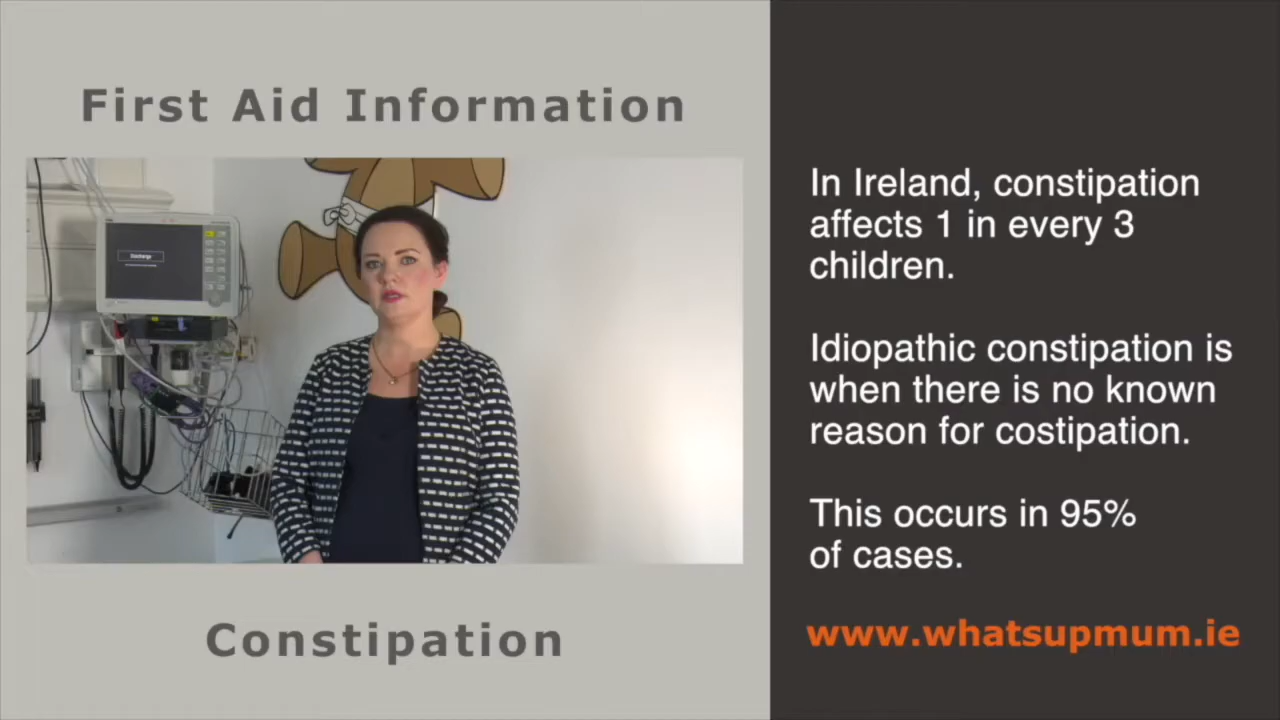 First Aid Information
Discharge
In Ireland, constipation
affects 1 in every 3
children.
Idiopathic constipation is
when there is no known
reason for costipation.
This occurs in 95%
of cases.
www.whatsupmum.ie
Constipation